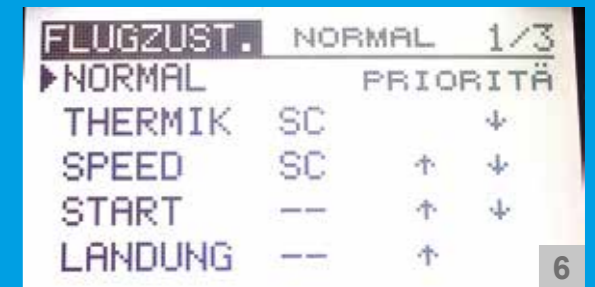 FLUGZUST. NORMAL 1/3
▶NORMAL PRIORITÄ
THERMIK SC ↓
SPEED SC ↑ ↓
START -- ↑ ↓
LANDUNG -- ↑
6